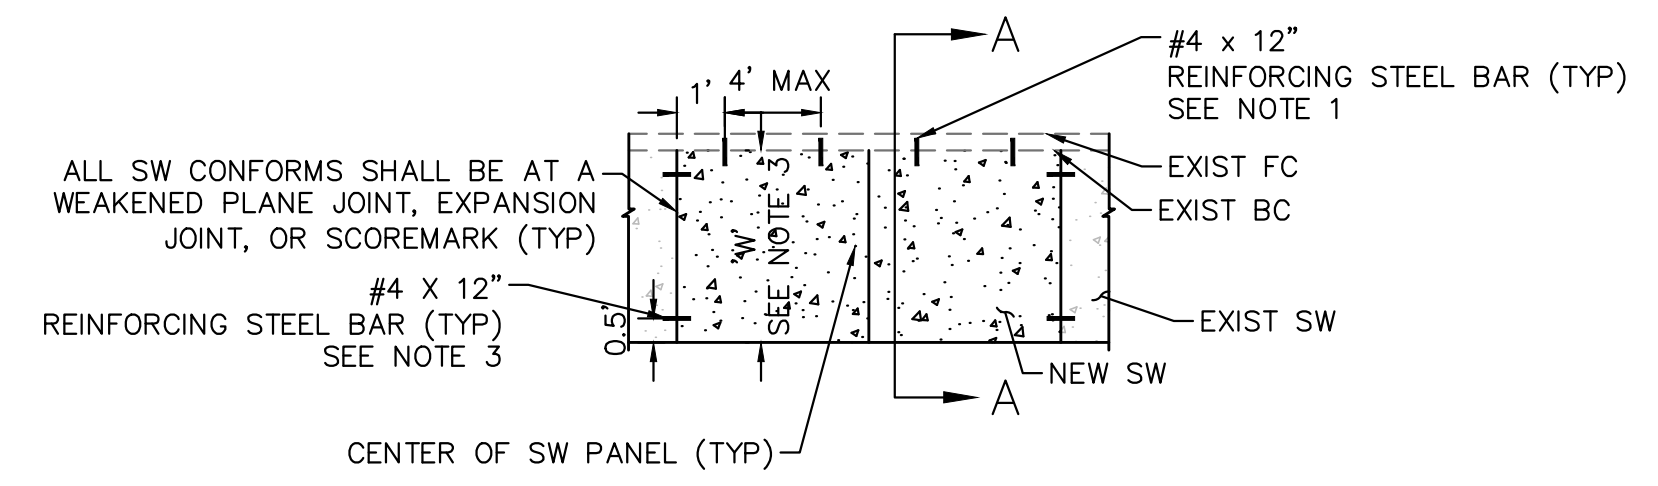 A
#4 x 12"
REINFORCING STEEL BAR (TYP)
SEE NOTE 1
1' 4' MAX
ALL SW CONFORMS SHALL BE AT A
WEAKENED PLANE JOINT, EXPANSION
JOINT, OR SCOREMARK (TYP)
EXIST FC
EXIST BC
'W'
SEE NOTE 3
#4 X 12"
REINFORCING STEEL BAR (TYP)
SEE NOTE 3
0.5'
EXIST SW
NEW SW
A
CENTER OF SW PANEL (TYP)